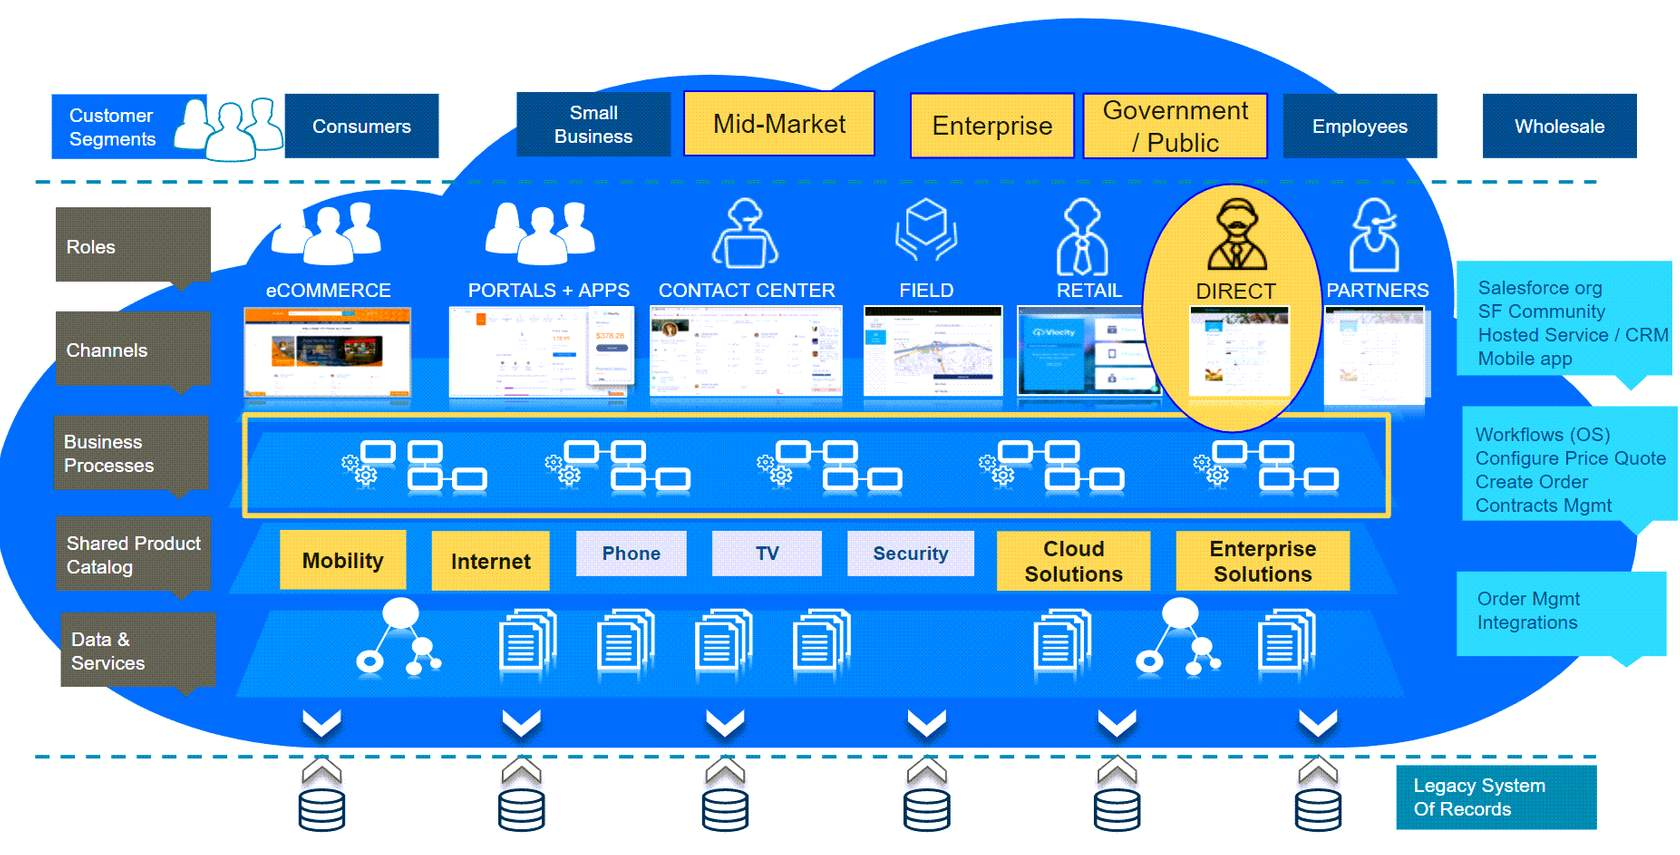 Customer
Segments
Consumers
Small
Business
Mid-Market
Enterprise
Government
/ Public
Employees
Wholesale
Roles
eCOMMERCE
PORTALS + APPS
CONTACT CENTER
FIELD
RETAIL
DIRECT
PARTNERS
Salesforce org
SF Community
Hosted Service / CRM
Mobile app
Channels
$378.28
Vlocity
Business
Processes
Workflows (OS)
Configure Price Quote
Create Order
Contracts Mgmt
Shared Product
Catalog
Mobility
Internet
Phone
TV
Security
Cloud
Solutions
Enterprise
Solutions
Data &
Services
Order Mgmt
Integrations
Legacy System
Of Records